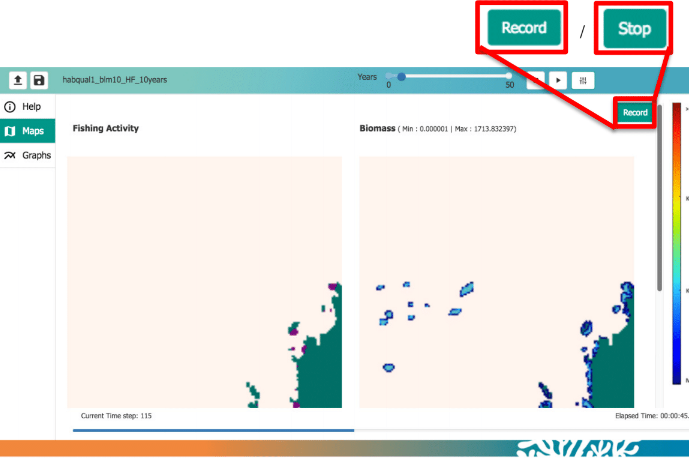 Record / Stop
habqual1_blm10_HF_10years
Years
0
50
Record
Help
Maps
Graphs
Fishing Activity
Biomass ( Min : 0.000001 | Max : 1713.832397)
Current Time step: 115
Elapsed Time: 00:00:45.